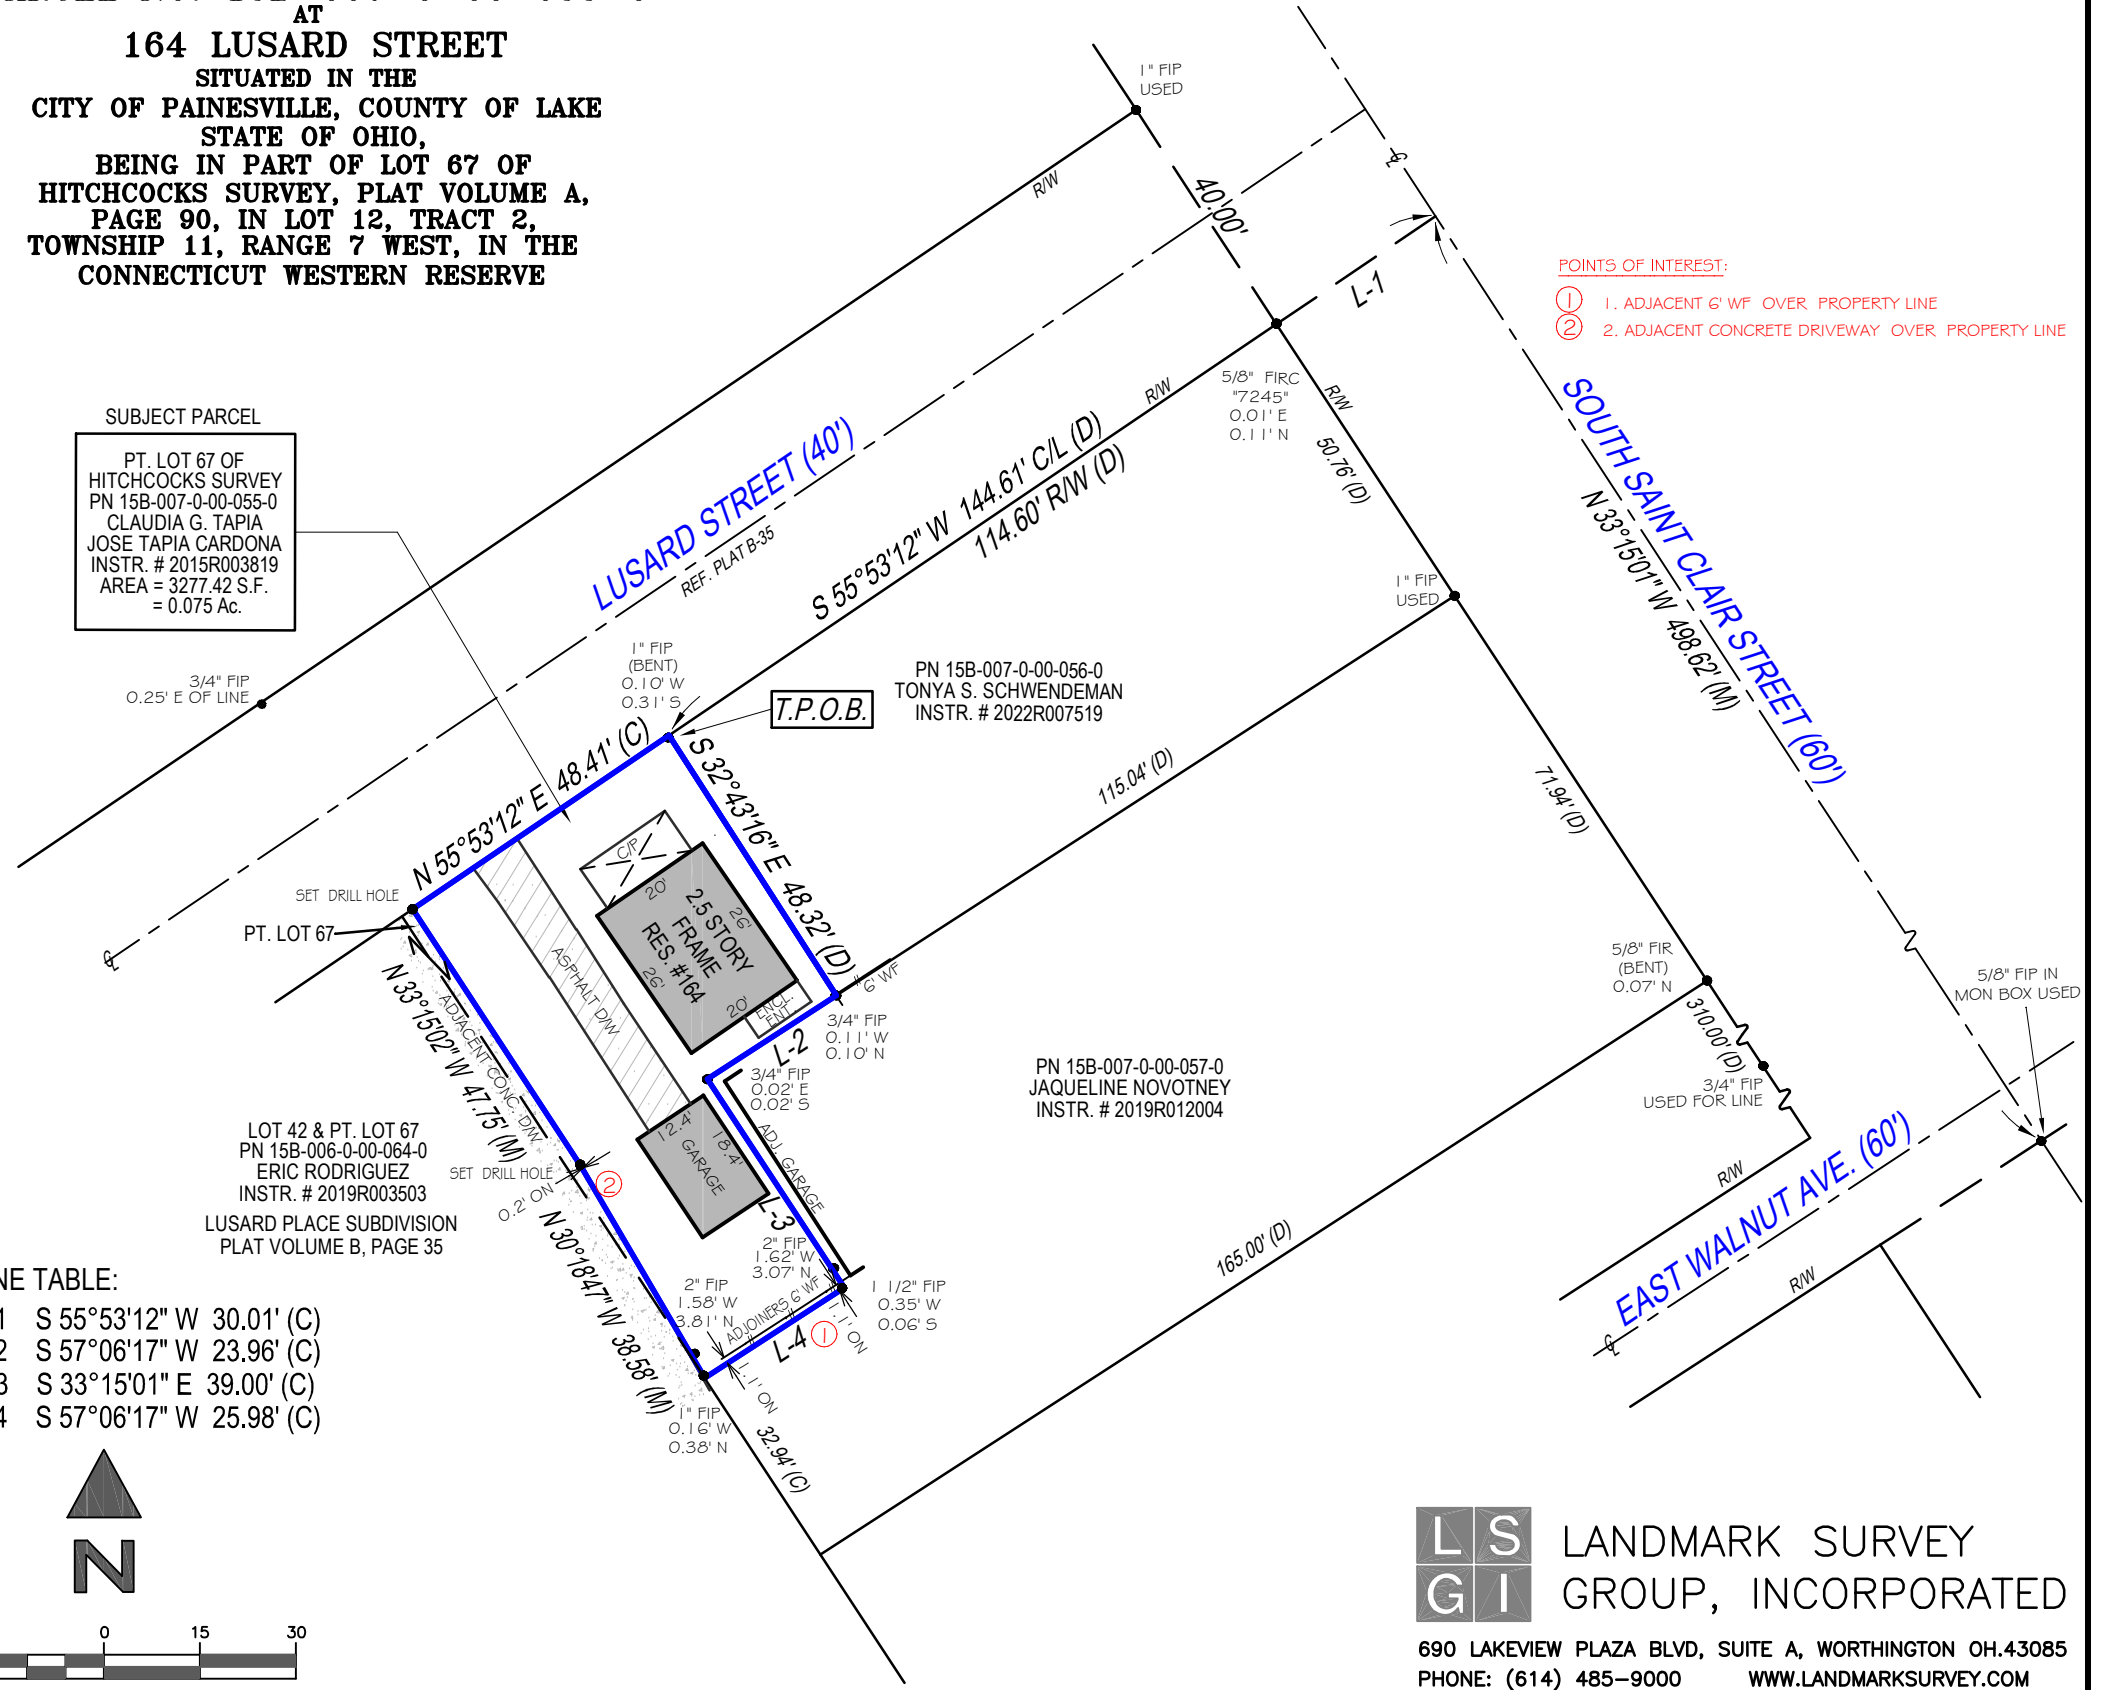 AT
164 LUSARD STREET
SITUATED IN THE
CITY OF PAINESVILLE, COUNTY OF LAKE
STATE OF OHIO,
BEING IN PART OF LOT 67 OF
HITCHCOCKS SURVEY, PLAT VOLUME A,
PAGE 90, IN LOT 12, TRACT 2,
TOWNSHIP 11, RANGE 7 WEST, IN THE
CONNECTICUT WESTERN RESERVE
1" FIP
USED
R/W
40.00'
L-1
POINTS OF INTEREST:
1 1. ADJACENT 6' WF OVER PROPERTY LINE
2 2. ADJACENT CONCRETE DRIVEWAY OVER PROPERTY LINE
SUBJECT PARCEL
PT. LOT 67 OF
HITCHCOCKS SURVEY
PN 15B-007-0-00-055-0
CLAUDIA G. TAPIA
JOSE TAPIA CARDONA
INSTR. # 2015R003819
AREA = 3277.42 S.F.
= 0.075 Ac.
5/8" FIRC
"7245"
0.01' E
0.11' N
R/W
R/W
50.76' (D)
LUSARD STREET (40')
REF. PLAT B-35
S 55°53'12" W 144.61' C/L (D)
114.60' R/W (D)
SOUTH SAINT CLAIR STREET (60')
N 33°15'01" W 498.62' (M)
1" FIP
USED
3/4" FIP
0.25' E OF LINE
1" FIP
(BENT)
0.10' W
0.31' S
T.P.O.B.
PN 15B-007-0-00-056-0
TONYA S. SCHWENDEMAN
INSTR. # 2022R007519
N 55°53'12" E 48.41' (C)
S 32°43'16" E 48.32' (D)
115.04' (D)
71.94' (D)
SET DRILL HOLE
PT. LOT 67
C/P
20'
26'
2.5 STORY
FRAME
RES. #164
26'
20'
ENCL.
ENT.
ASPHALT D/W
6' WF
3/4" FIP
0.11' W
0.10' N
L-2
3/4" FIP
0.02' E
0.02' S
5/8" FIR
(BENT)
0.07' N
310.00' (D)
5/8" FIP IN
MON BOX USED
3/4" FIP
USED FOR LINE
N 33°15'02" W 47.75' (M)
ADJACENT CONC. D/W
PN 15B-007-0-00-057-0
JAQUELINE NOVOTNEY
INSTR. # 2019R012004
12.4'
18.4'
GARAGE
ADJ. GARAGE
L-3
LOT 42 & PT. LOT 67
PN 15B-006-0-00-064-0
ERIC RODRIGUEZ
INSTR. # 2019R003503
LUSARD PLACE SUBDIVISION
PLAT VOLUME B, PAGE 35
SET DRILL HOLE
0.2' ON
2
N 30°18'47" W 38.58' (M)
2" FIP
1.62' W
3.07' N
2" FIP
1.58' W
3.81' N
ADJOINERS 6' WF
1 1/2" FIP
0.35' W
0.06' S
1.1' ON
L-4
1
1.1' ON
1" FIP
0.16' W
0.38' N
32.94' (C)
165.00' (D)
R/W
EAST WALNUT AVE. (60')
R/W
NE TABLE:
1 S 55°53'12" W 30.01' (C)
2 S 57°06'17" W 23.96' (C)
3 S 33°15'01" E 39.00' (C)
4 S 57°06'17" W 25.98' (C)
N
0 15 30
LS
GI
LANDMARK SURVEY
GROUP, INCORPORATED
690 LAKEVIEW PLAZA BLVD, SUITE A, WORTHINGTON OH.43085
PHONE: (614) 485-9000 WWW.LANDMARKSURVEY.COM